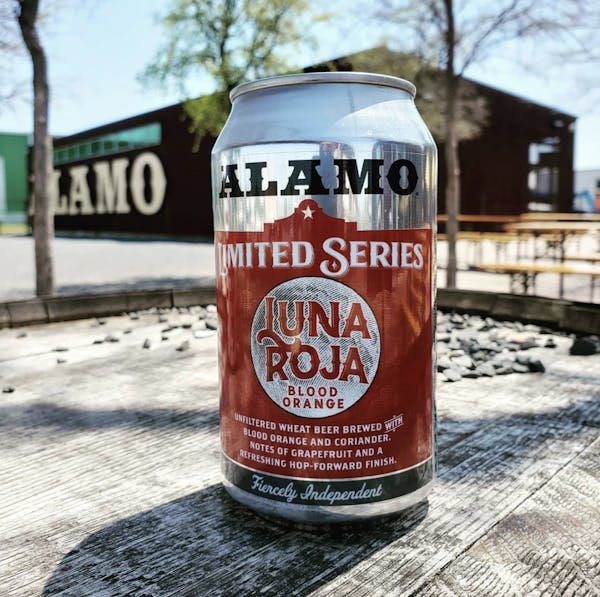 LAMO
ALAMO
LIMITED SERIES
LUNA
ROJA
BLOOD
ORANGE
UNFILTERED WHEAT BEER BREWED WITH
BLOOD ORANGE AND CORIANDER.
NOTES OF GRAPEFRUIT AND A
REFRESHING HOP-FORWARD FINISH.
Fiercely Independent